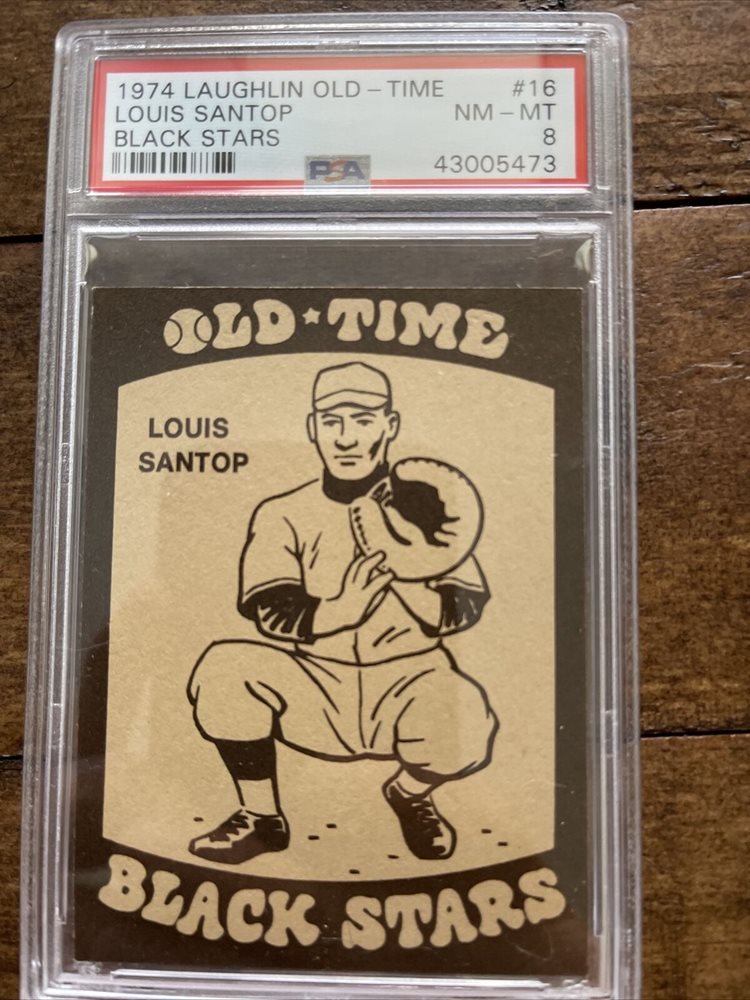 1974 LAUGHLIN OLD-TIME #16
LOUIS SANTOP NM-MT
BLACK STARS 8
PSA 43005473
OLD★TIME
LOUIS
SANTOP
BLACK STARS